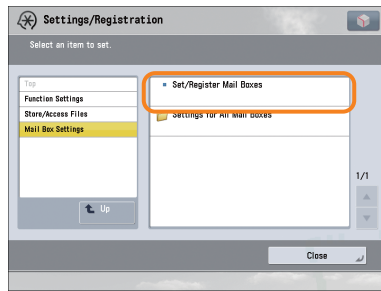 Settings/Registration
Select an item to set.
Top
Function Settings
Store/Access Files
Mail Box Settings
Up
Set/Register Mail Boxes
Settings for All Mail Boxes
1/1
Close